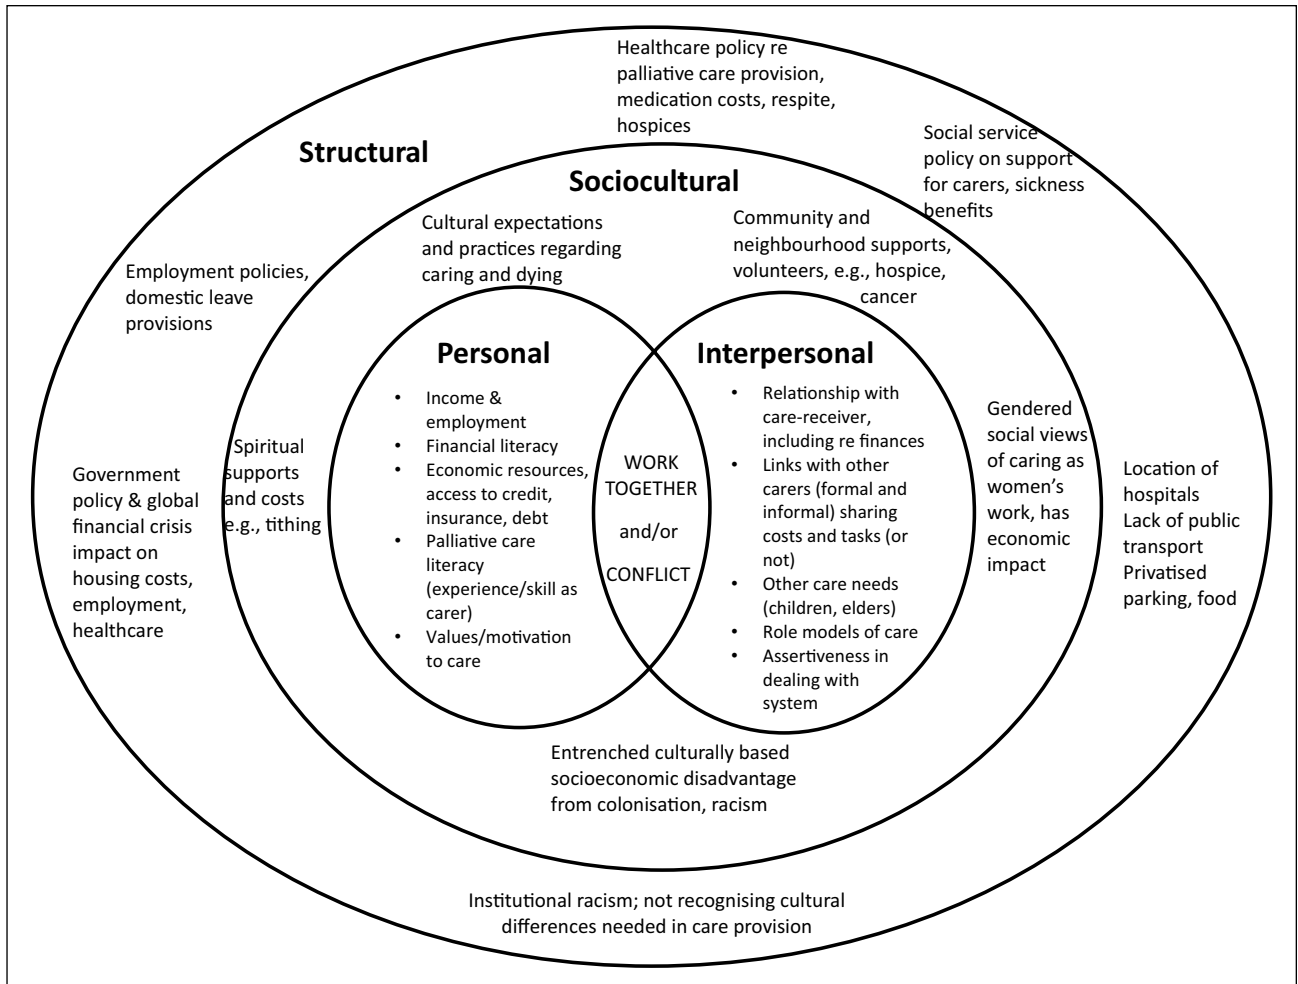 Healthcare policy re
palliative care provision,
medication costs, respite,
hospices
Structural
Social service
policy on support
for carers, sickness
benefits
Sociocultural
Cultural expectations
and practices regarding
caring and dying
Community and
neighbourhood supports,
volunteers, e.g., hospice,
cancer
Employment policies,
domestic leave
provisions
Personal
• Income &
employment
• Financial literacy
• Economic resources,
access to credit,
insurance, debt
• Palliative care
literacy
(experience/skill as
carer)
• Values/motivation
to care
WORK
TOGETHER
and/or
CONFLICT
Interpersonal
• Relationship with
care-receiver,
including re finances
• Links with other
carers (formal and
informal) sharing
costs and tasks (or
not)
• Other care needs
(children, elders)
• Role models of care
• Assertiveness in
dealing with
system
Spiritual
supports
and costs
e.g., tithing
Government
policy & global
financial crisis
impact on
housing costs,
employment,
healthcare
Gendered
social views
of caring as
women's
work, has
economic
impact
Location of
hospitals
Lack of public
transport
Privatised
parking, food
Entrenched culturally based
socioeconomic disadvantage
from colonisation, racism
Institutional racism; not recognising cultural
differences needed in care provision